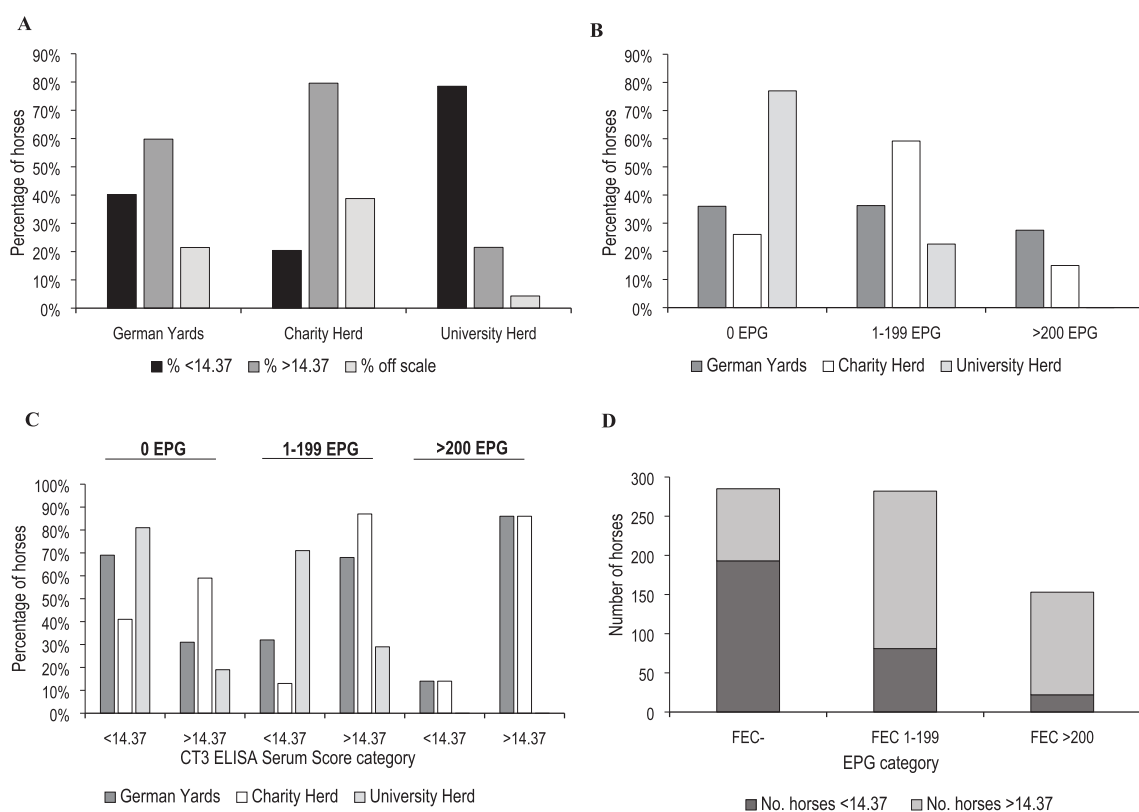 A
90%
80%
70%
60%
50%
40%
30%
20%
10%
0%
Percentage of horses
German Yards Charity Herd University Herd
% <14.37 % >14.37 % off scale
B
90%
80%
70%
60%
50%
40%
30%
20%
10%
0%
Percentage of horses
0 EPG 1-199 EPG >200 EPG
German Yards Charity Herd University Herd
C
0 EPG 1-199 EPG >200 EPG
100%
90%
80%
70%
60%
50%
40%
30%
20%
10%
0%
Percentage of horses
<14.37 >14.37 <14.37 >14.37 <14.37 >14.37
CT3 ELISA Serum Score category
German Yards Charity Herd University Herd
D
300
250
200
150
100
50
0
Number of horses
FEC- FEC 1-199 FEC >200
EPG category
No. horses <14.37 No. horses >14.37